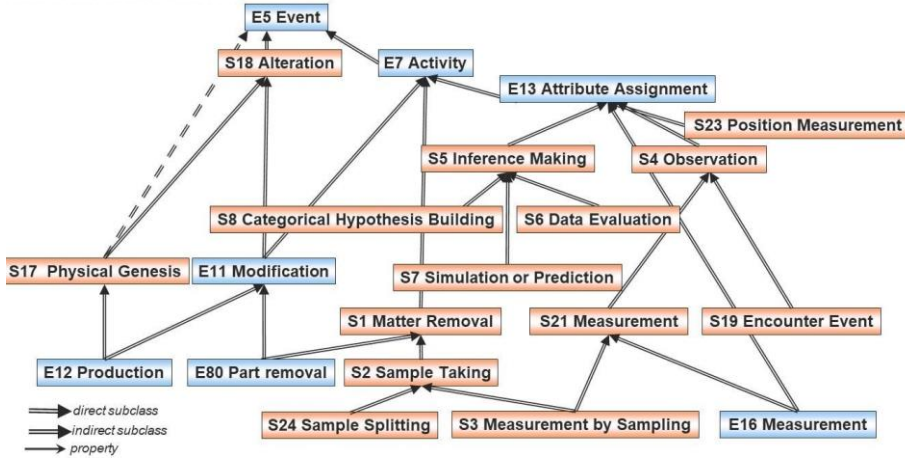 E5 Event
S18 Alteration
E7 Activity
E13 Attribute Assignment
S23 Position Measurement
S5 Inference Making
S4 Observation
S8 Categorical Hypothesis Building
S6 Data Evaluation
S17 Physical Genesis
E11 Modification
S7 Simulation or Prediction
S1 Matter Removal
S21 Measurement
S19 Encounter Event
E12 Production
E80 Part removal
S2 Sample Taking
S24 Sample Splitting
S3 Measurement by Sampling
E16 Measurement
direct subclass
indirect subclass
property